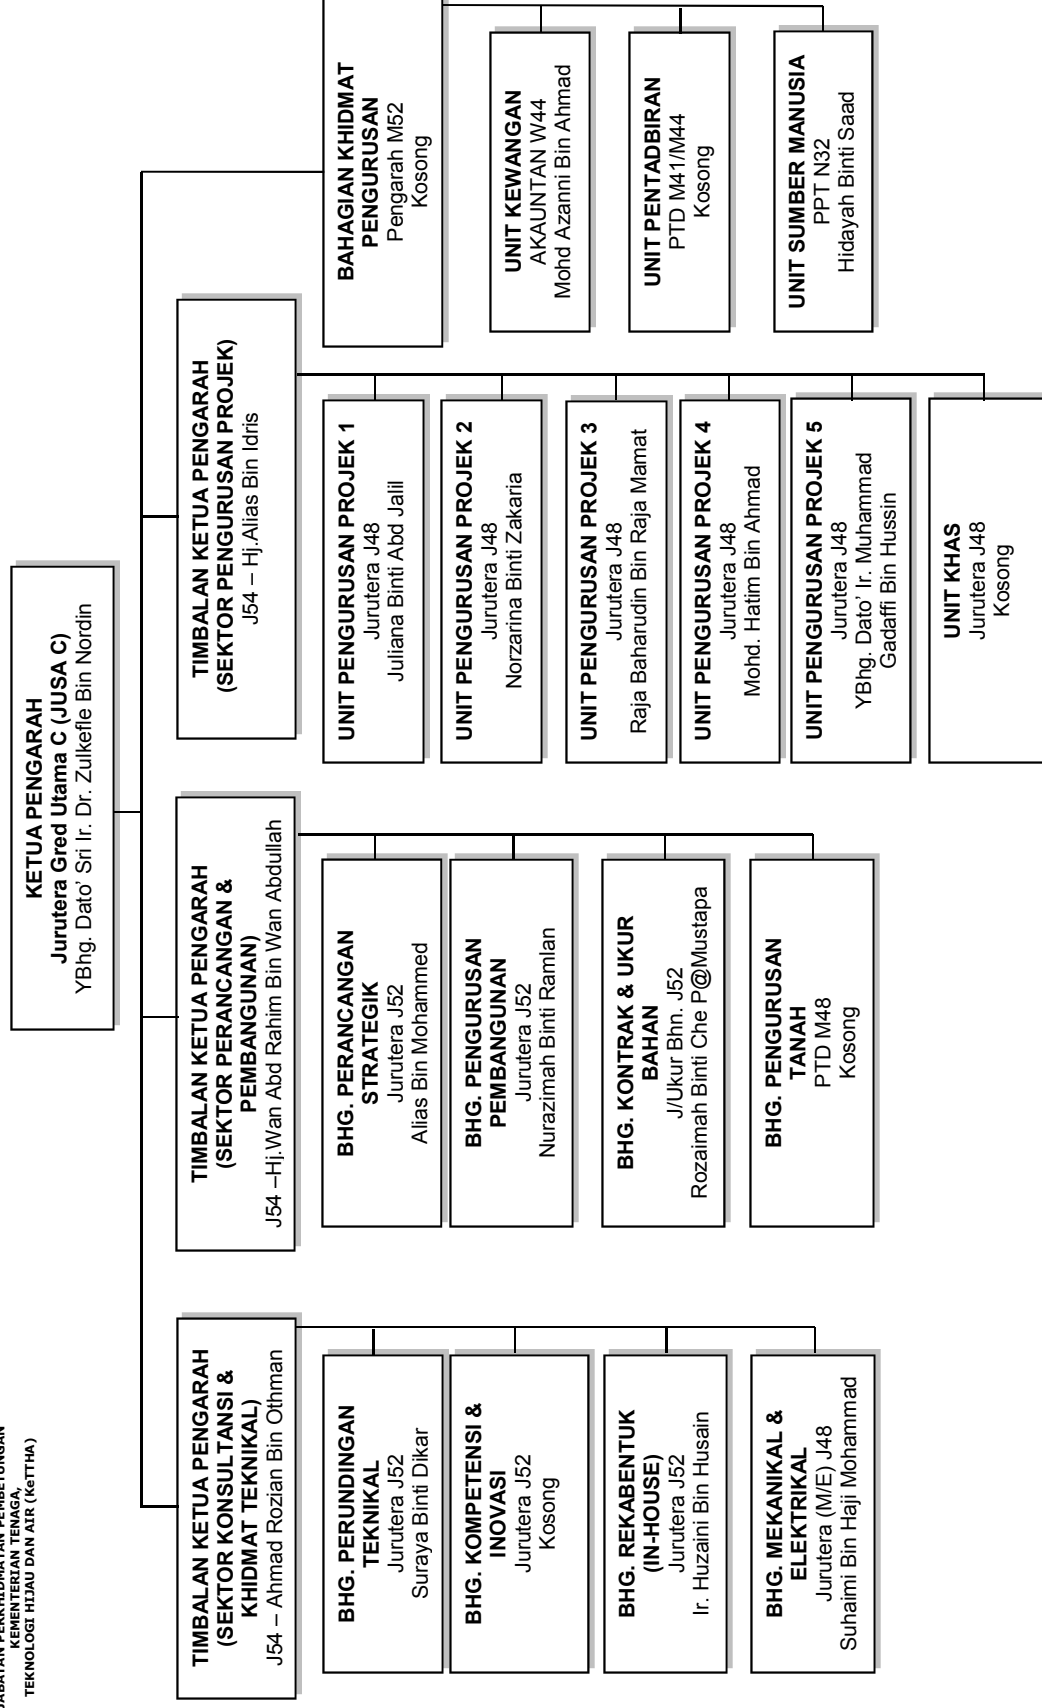 JABATAN PERKHIDMATAN PEMBETUNGAN
KEMENTERIAN TENAGA,
TEKNOLOGI HIJAU DAN AIR (KeTTHA)
KETUA PENGARAH
Jurutera Gred Utama C (JUSA C)
YBhg. Dato’ Sri Ir. Dr. Zulkefle Bin Nordin
TIMBALAN KETUA PENGARAH
(SEKTOR KONSULTANSI &
KHIDMAT TEKNIKAL)
J54 – Ahmad Rozian Bin Othman
BHG. PERUNDINGAN
TEKNIKAL
Jurutera J52
Suraya Binti Dikar
BHG. KOMPETENSI &
INOVASI
Jurutera J52
Kosong
BHG. REKABENTUK
(IN-HOUSE)
Jurutera J52
Ir. Huzaini Bin Husain
BHG. MEKANIKAL &
ELEKTRIKAL
Jurutera (M/E) J48
Suhaimi Bin Haji Mohammad
TIMBALAN KETUA PENGARAH
(SEKTOR PERANCANGAN &
PEMBANGUNAN)
J54 –Hj.Wan Abd Rahim Bin Wan Abdullah
BHG. PERANCANGAN
STRATEGIK
Jurutera J52
Alias Bin Mohammed
BHG. PENGURUSAN
PEMBANGUNAN
Jurutera J52
Nurazimah Binti Ramlan
BHG. KONTRAK & UKUR
BAHAN
J/Ukur Bhn. J52
Rozaimah Binti Che P@Mustapa
BHG. PENGURUSAN
TANAH
PTD M48
Kosong
TIMBALAN KETUA PENGARAH
(SEKTOR PENGURUSAN PROJEK)
J54 – Hj.Alias Bin Idris
UNIT PENGURUSAN PROJEK 1
Jurutera J48
Juliana Binti Abd Jalil
UNIT PENGURUSAN PROJEK 2
Jurutera J48
Norzarina Binti Zakaria
UNIT PENGURUSAN PROJEK 3
Jurutera J48
Raja Baharudin Bin Raja Mamat
UNIT PENGURUSAN PROJEK 4
Jurutera J48
Mohd. Hatim Bin Ahmad
UNIT PENGURUSAN PROJEK 5
Jurutera J48
YBhg. Dato’ Ir. Muhammad
Gadaffi Bin Hussin
UNIT KHAS
Jurutera J48
Kosong
BAHAGIAN KHIDMAT
PENGURUSAN
Pengarah M52
Kosong
UNIT KEWANGAN
AKAUNTAN W44
Mohd Azanni Bin Ahmad
UNIT PENTADBIRAN
PTD M41/M44
Kosong
UNIT SUMBER MANUSIA
PPT N32
Hidayah Binti Saad